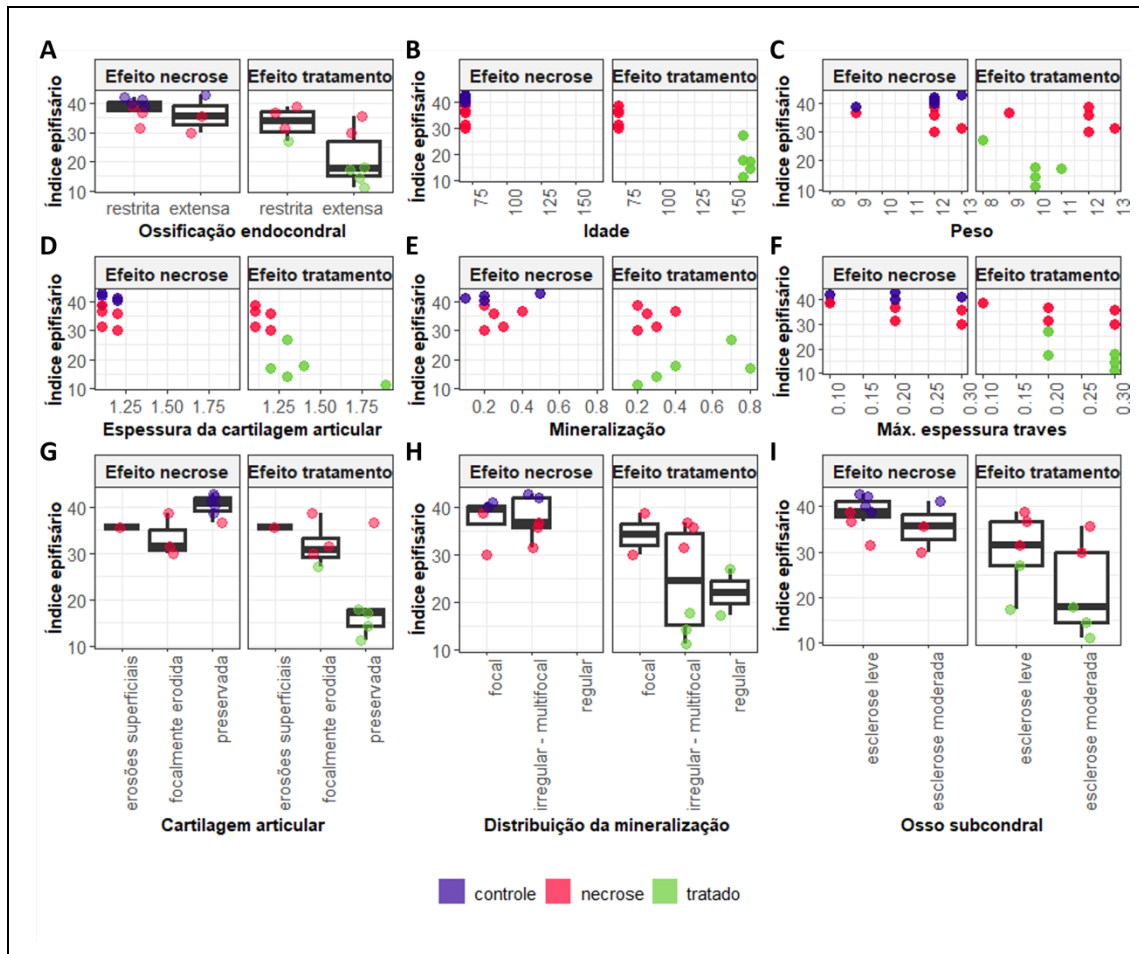 A
B
C
Efeito necrose
Efeito tratamento
Efeito necrose
Efeito tratamento
Efeito necrose
Efeito tratamento
Índice epifisário
40
30
20
10
Índice epifisário
40
30
20
10
Índice epifisário
40
30
20
10
restrita
extensa
restrita
extensa
75
100
125
150
75
100
125
150
8
9
10
11
12
13
8
9
10
11
12
13
Ossificação endocondral
Idade
Peso
D
E
F
Efeito necrose
Efeito tratamento
Efeito necrose
Efeito tratamento
Efeito necrose
Efeito tratamento
Índice epifisário
40
30
20
10
Índice epifisário
40
30
20
10
Índice epifisário
40
30
20
10
1.25
1.50
1.75
1.25
1.50
1.75
0.2
0.4
0.6
0.8
0.2
0.4
0.6
0.8
0.10
0.15
0.20
0.25
0.30
0.10
0.15
0.20
0.25
0.30
Espessura da cartilagem articular
Mineralização
Máx. espessura traves
G
H
I
Efeito necrose
Efeito tratamento
Efeito necrose
Efeito tratamento
Efeito necrose
Efeito tratamento
Índice epifisário
40
30
20
10
Índice epifisário
40
30
20
10
Índice epifisário
40
30
20
10
erosões superficiais
focalmente erodida
preservada
erosões superficiais
focalmente erodida
preservada
focal
irregular - multifocal
regular
focal
irregular - multifocal
regular
esclerose leve
esclerose moderada
esclerose leve
esclerose moderada
Cartilagem articular
Distribuição da mineralização
Osso subcondral
controle
necrose
tratado